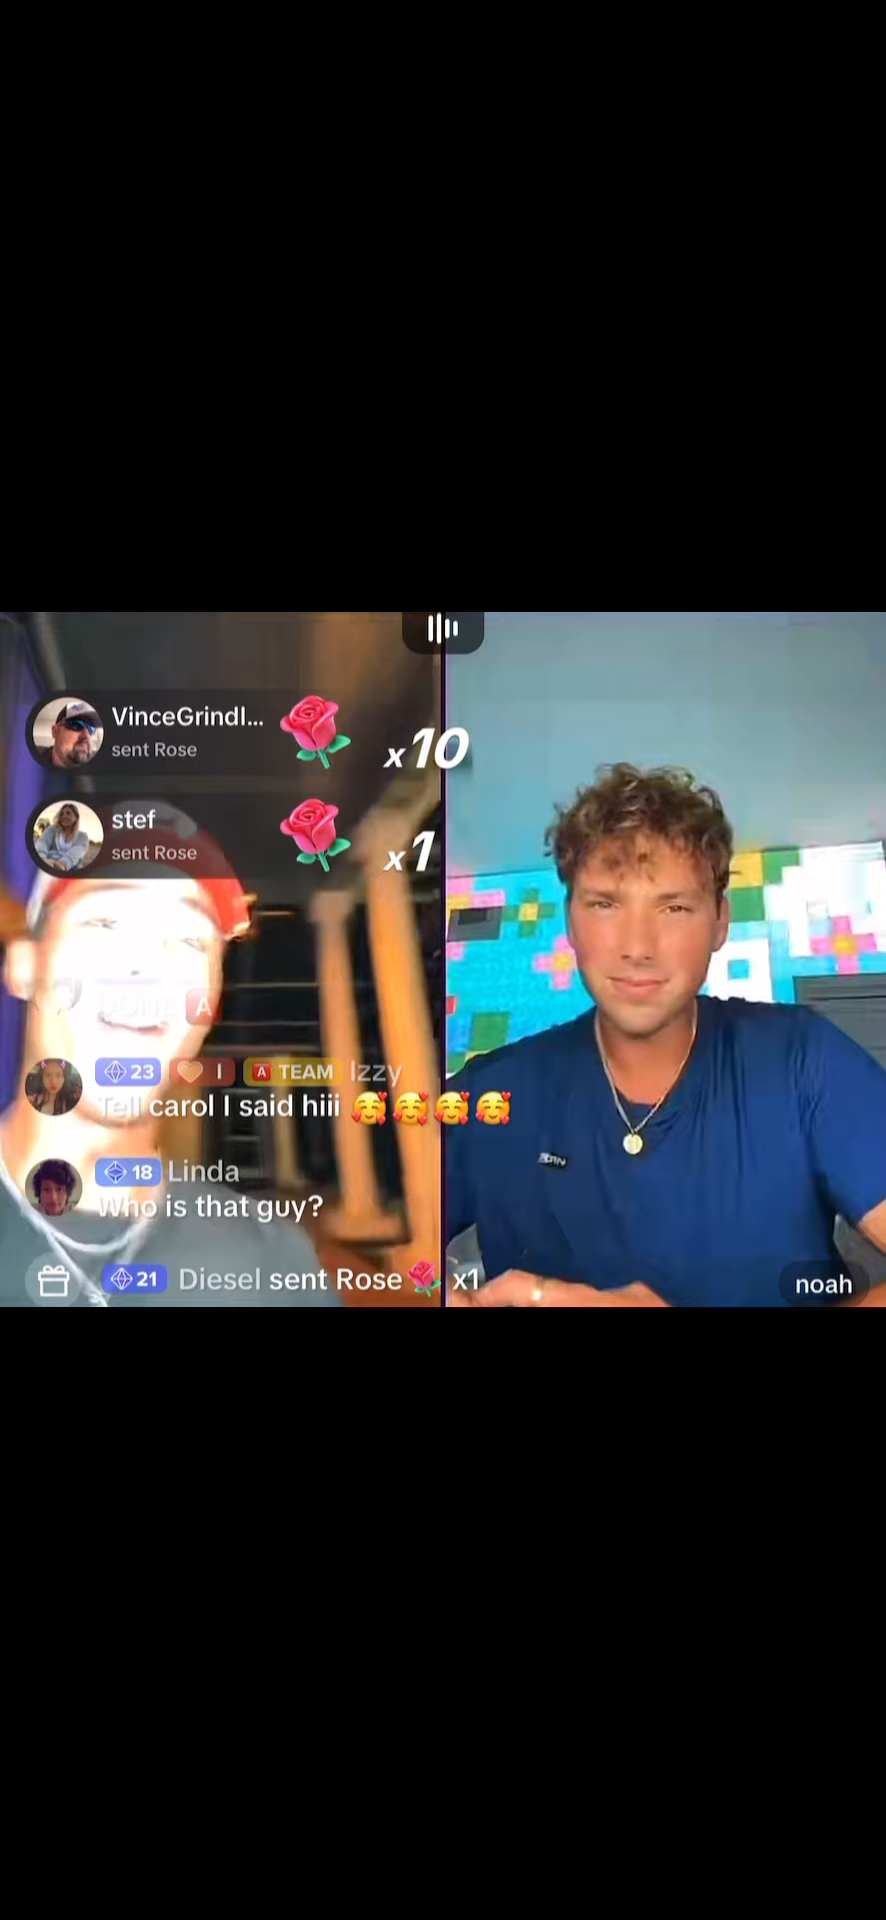 VinceGrindl...
sent Rose
x10
stef
sent Rose
x1
DONE 🅰
23 I A TEAM Izzy
Tell carol I said hiii 🥰🥰🥰🥰
18 Linda
Who is that guy?
21 Diesel sent Rose🌹 x1
noah